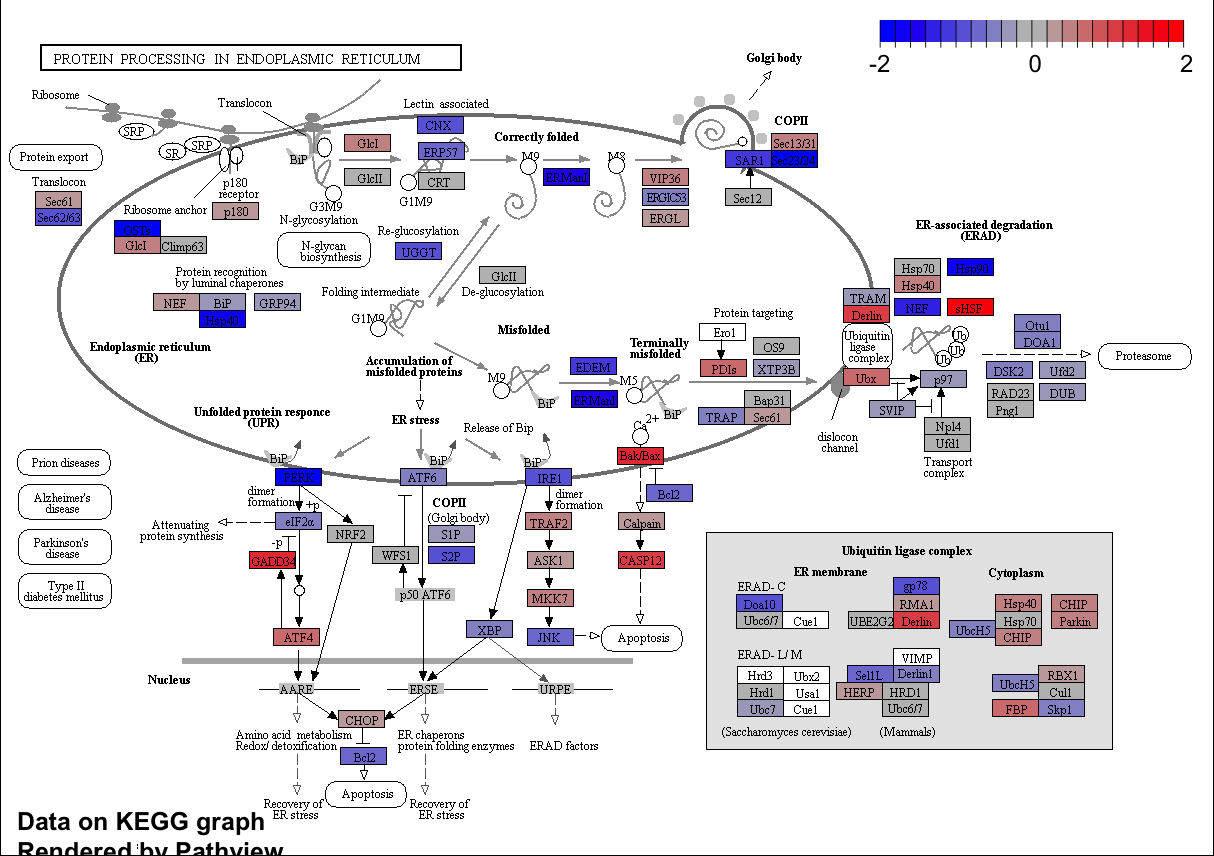 PROTEIN PROCESSING IN ENDOPLASMIC RETICULUM
-2
0
2
Golgi body
Ribosome
Translocon
Lectin associated
SRP
SR
SRP
Protein export
BiP
GlcI
GlcII
CNX
ERP57
CRT
G1M9
Correctly folded
M9
ERManI
M8
VIP36
ERGIC53
ERGL
COPII
Sec13/31
SAR1
Sec23/24
Sec12
Translocon
Sec61
Sec62/63
p180
receptor
p180
Ribosome anchor
OSTs
GlcI
Climp63
G3M9
N-glycosylation
N-glycan
biosynthesis
Re-glucosylation
UGGT
GlcII
De-glucosylation
Protein recognition
by luminal chaperones
NEF
BiP
GRP94
Hsp40
Folding intermediate
G1M9
Endoplasmic reticulum
(ER)
Misfolded
Accumulation of
misfolded proteins
M9
BiP
EDEM
ERManI
Terminally
misfolded
M5
BiP
Protein targeting
Ero1
PDIs
OS9
XTP3B
TRAP
Bap31
Sec61
ER-associated degradation
(ERAD)
Hsp70
Hsp40
Hsp90
TRAM
Derlin
NEF
sHSF
Ubiquitin
ligase
complex
Ub
Ub
Ub
Otu1
DOA1
Proteasome
Ubx
p97
DSK2
Ufd2
RAD23
DUB
Png1
SVIP
Npl4
Ufd1
Transport
complex
dislocon
channel
Unfolded protein responce
(UPR)
ER stress
Release of Bip
BiP
BiP
BiP
Ca2+
Bak/Bax
Bcl2
ATF6
IRE1
Prion diseases
Alzheimer's
disease
Parkinson's
disease
Type II
diabetes mellitus
dimer
formation
+p
eIF2α
Attenuating
protein synthesis
-p
GADD34
NRF2
ATF4
COPII
(Golgi body)
S1P
S2P
WFS1
p50 ATF6
dimer
formation
TRAF2
ASK1
MKK7
JNK
XBP
Calpain
CASP12
Apoptosis
Nucleus
AARE
ERSE
URPE
CHOP
Bcl2
Apoptosis
Amino acid metabolism
Redox/ detoxification
ER chaperons
protein folding enzymes
ERAD factors
Recovery of
ER stress
Recovery of
ER stress
Ubiquitin ligase complex
ER membrane
Cytoplasm
ERAD- C
Doa10
Ubc6/7
Cue1
gp78
RMA1
UBE2G2
Derlin
Hsp40
Hsp70
UbcH5
CHIP
CHIP
Parkin
ERAD- L/ M
Hrd3
Ubx2
Hrd1
Usa1
Ubc7
Cue1
VIMP
Sel1L
Derlin1
HERP
HRD1
Ubc6/7
UbcH5
RBX1
Cul1
FBP
Skp1
(Saccharomyces cerevisiae)
(Mammals)
Data on KEGG graph
Rendered by Pathview